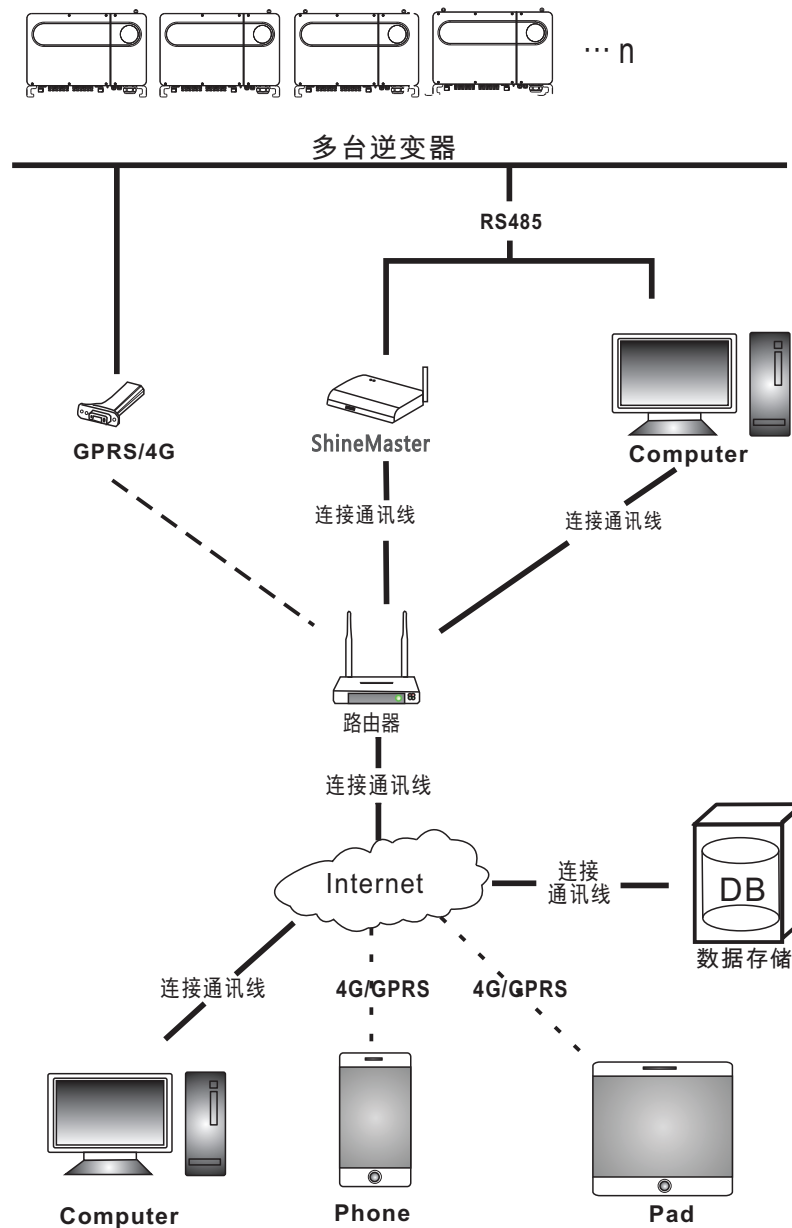 ··· n
多台逆变器
RS485
GPRS/4G
ShineMaster
Computer
连接通讯线
连接通讯线
路由器
连接通讯线
Internet
连接
通讯线
DB
数据存储
连接通讯线
4G/GPRS
4G/GPRS
Computer
Phone
Pad